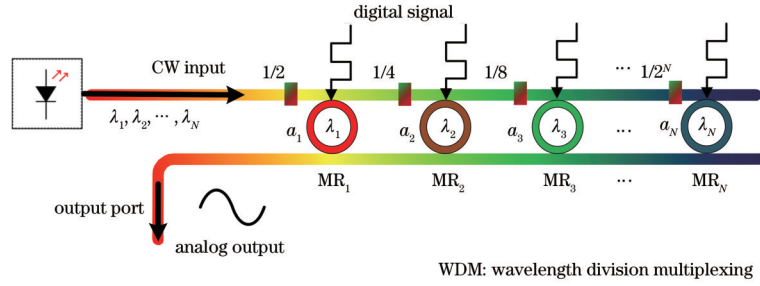 digital signal
CW input
1/2
1/4
1/8
...
1/2^N
λ1, λ2, ..., λN
a1
λ1
a2
λ2
a3
λ3
...
aN
λN
MR1
MR2
MR3
...
MRN
output port
analog output
WDM: wavelength division multiplexing